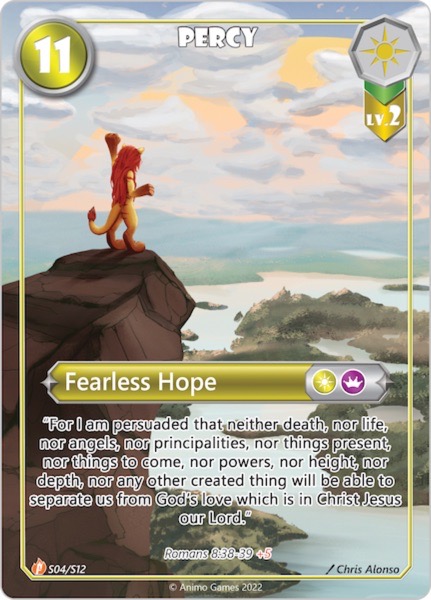 PERCY
11
LV.2
Fearless Hope
"For I am persuaded that neither death, nor life,
nor angels, nor principalities, nor things present,
nor things to come, nor powers, nor height, nor
depth, nor any other created thing will be able to
separate us from God's love which is in Christ Jesus
our Lord."
Romans 8:38-39 +5
S04/S12
Chris Alonso
© Animo Games 2022